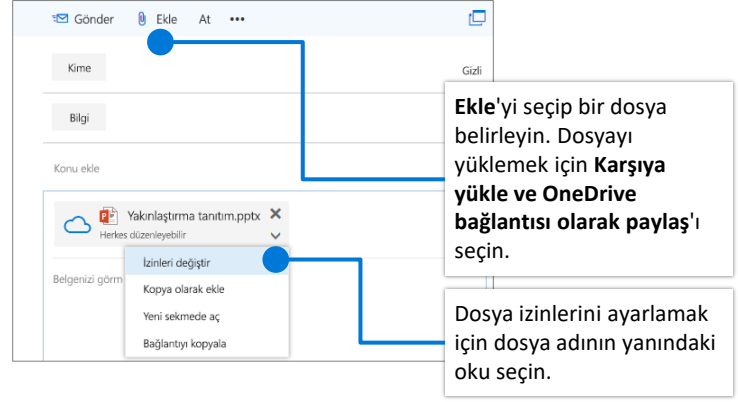 Gönder Ekle At •••
Kime
Gizli
Bilgi
Konu ekle
Yakınlaştırma tanıtım.pptx
Herkes düzenleyebilir
İzinleri değiştir
Belgenizi görm
Kopya olarak ekle
Yeni sekmede aç
Bağlantıyı kopyala
Ekle'yi seçip bir dosya
belirleyin. Dosyayı
yüklemek için Karşıya
yükle ve OneDrive
bağlantısı olarak paylaş'ı
seçin.
Dosya izinlerini ayarlamak
için dosya adının yanındaki
oku seçin.